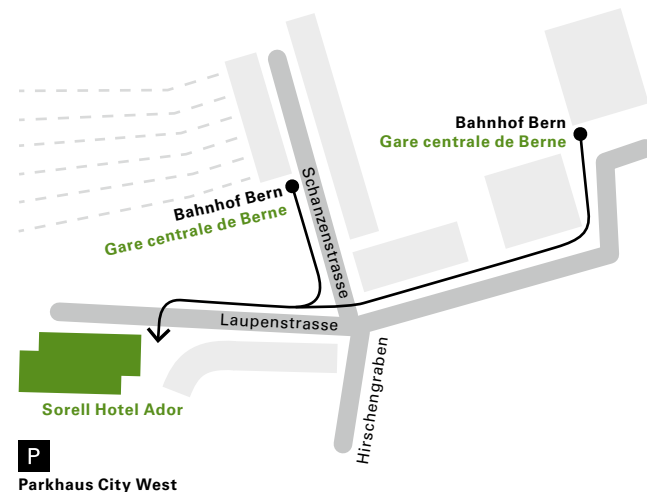 Bahnhof Bern
Gare centrale de Berne
Bahnhof Bern
Gare centrale de Berne
Schanzenstrasse
Laupenstrasse
Hirschengraben
Sorell Hotel Ador
P
Parkhaus City West